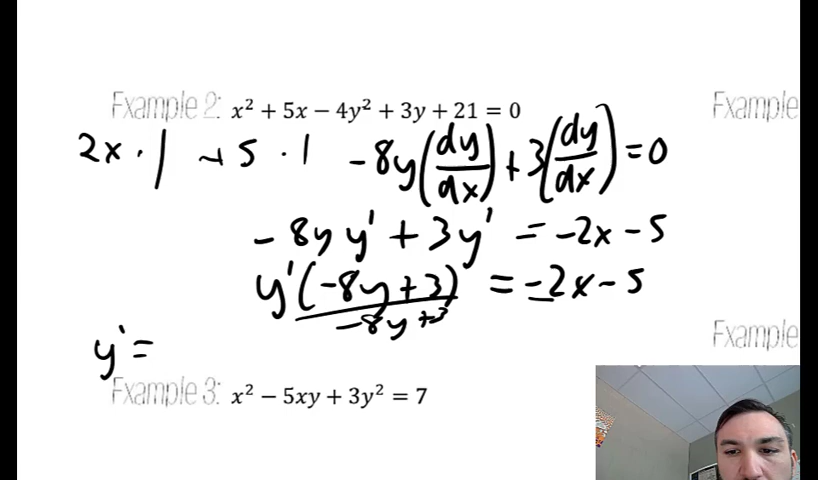 Example 2: x² + 5x − 4y² + 3y + 21 = 0
Example
2x · 1 + 5 · 1 − 8y(dy/dx) + 3(dy/dx) = 0
− 8y y' + 3y' = −2x − 5
y'(−8y + 3) = −2x − 5
−8y + 3
y' =
Example
Example 3: x² − 5xy + 3y² = 7